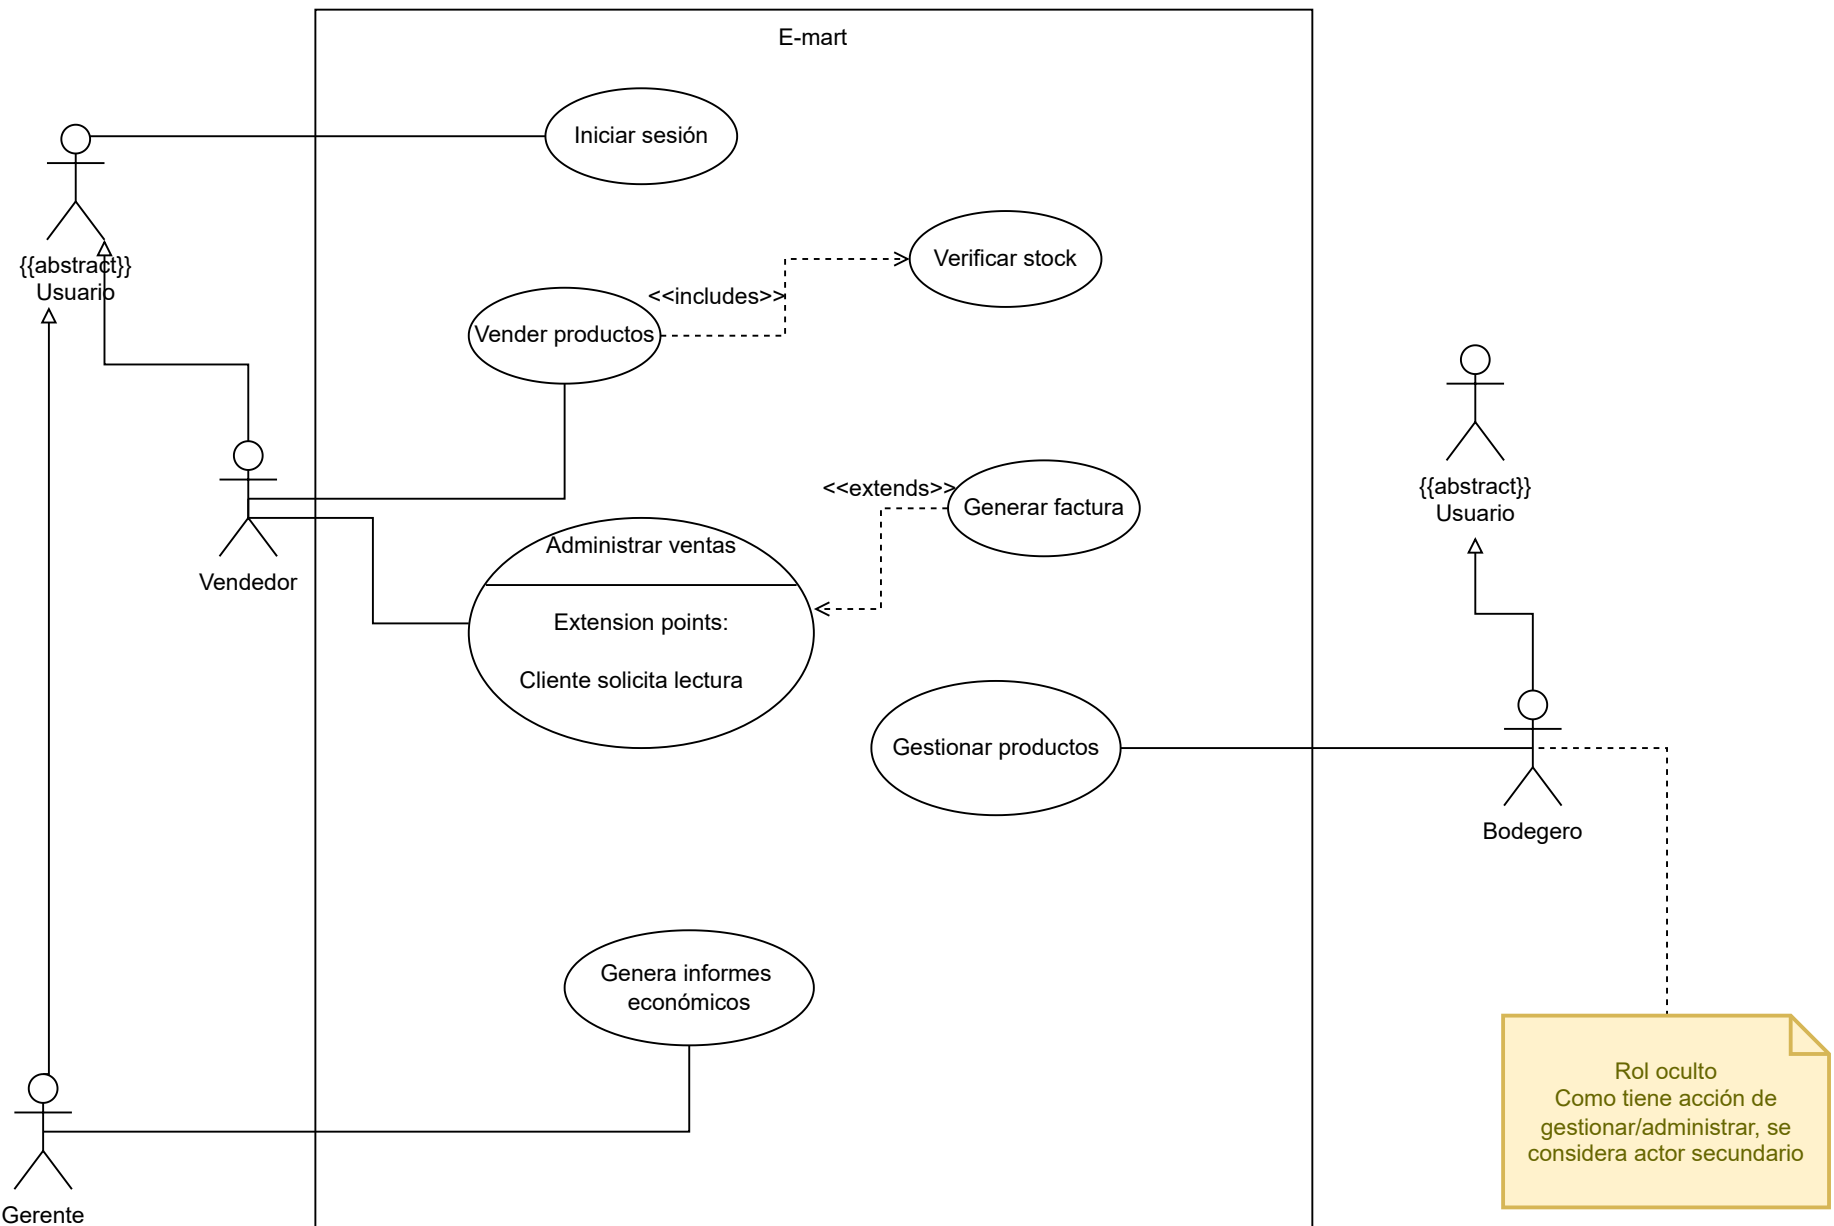 E-mart
Iniciar sesión
{{abstract}}
Usuario
Verificar stock
<<includes>>
Vender productos
<<extends>>
Generar factura
{{abstract}}
Usuario
Vendedor
Administrar ventas
Extension points:
Cliente solicita lectura
Gestionar productos
Bodegero
Genera informes
económicos
Rol oculto
Como tiene acción de
gestionar/administrar, se
considera actor secundario
Gerente